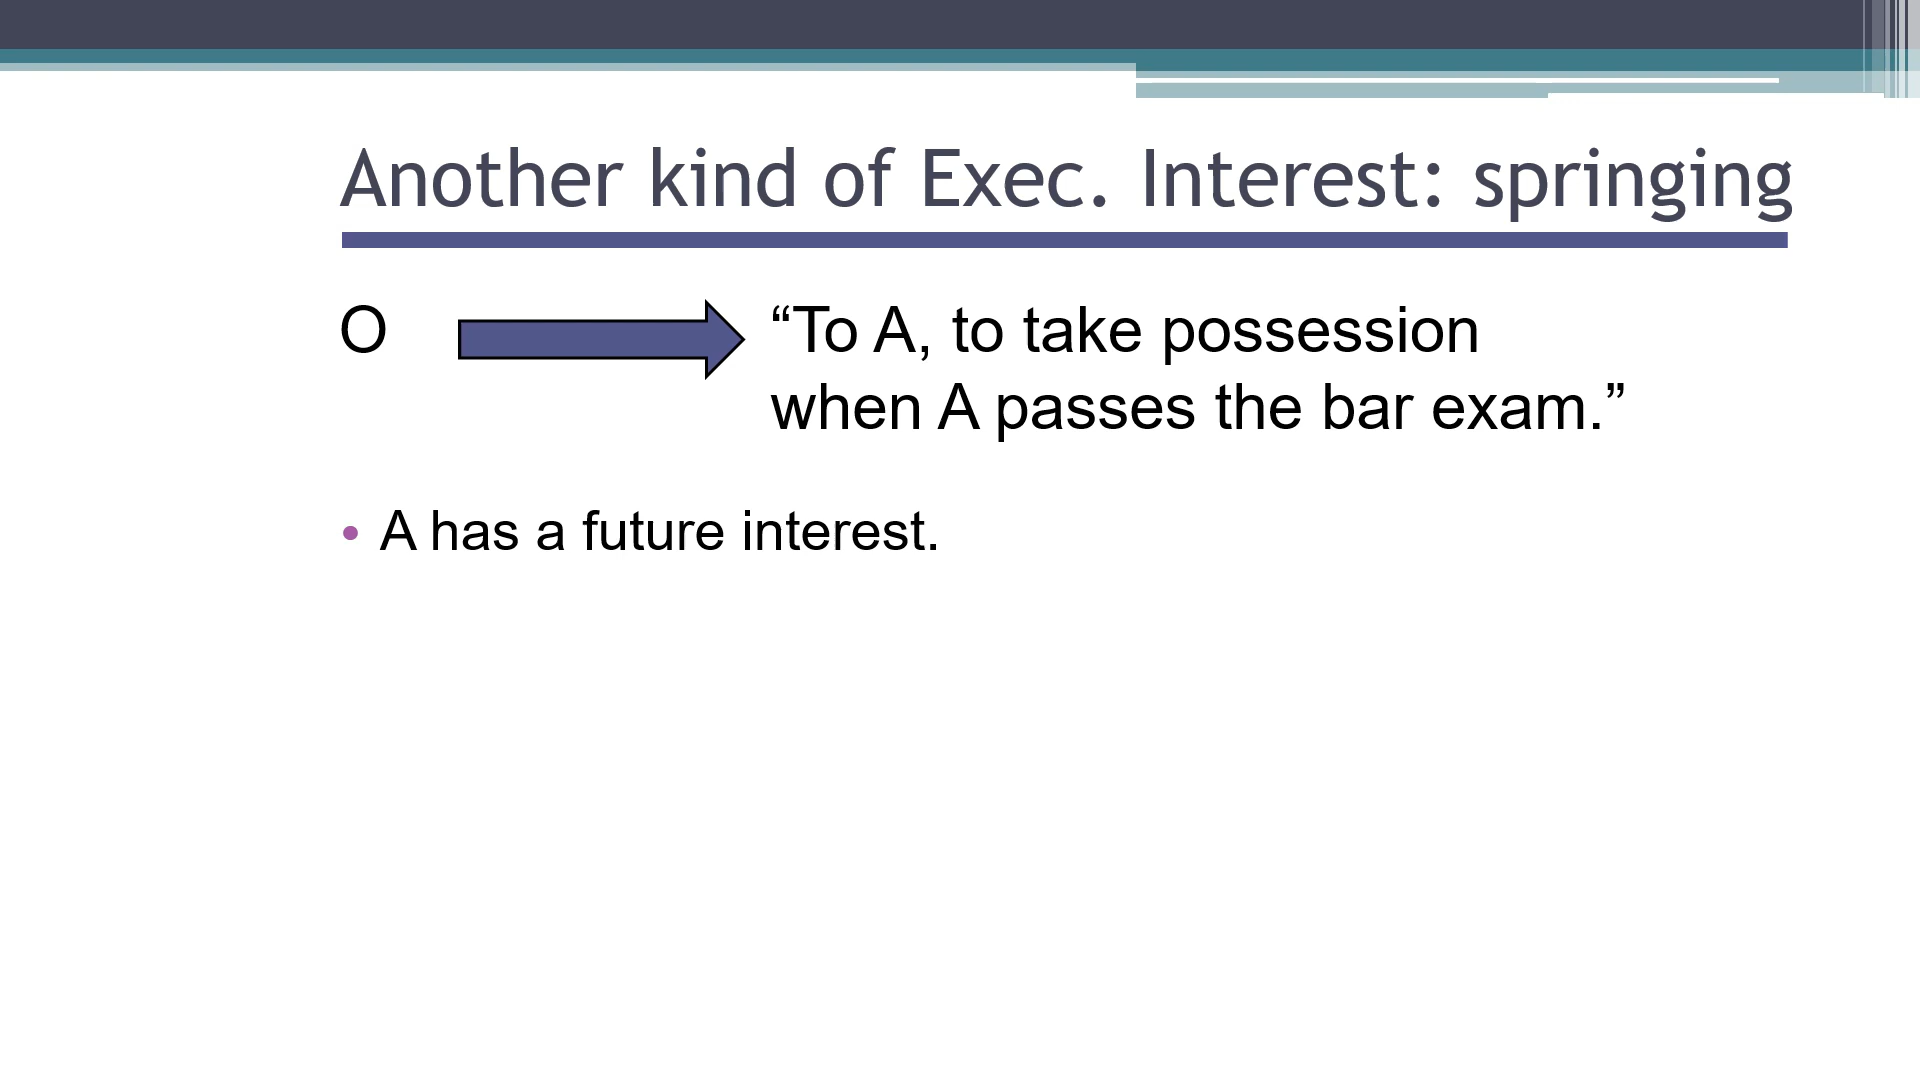 Another kind of Exec. Interest: springing
O “To A, to take possession
when A passes the bar exam.”
• A has a future interest.